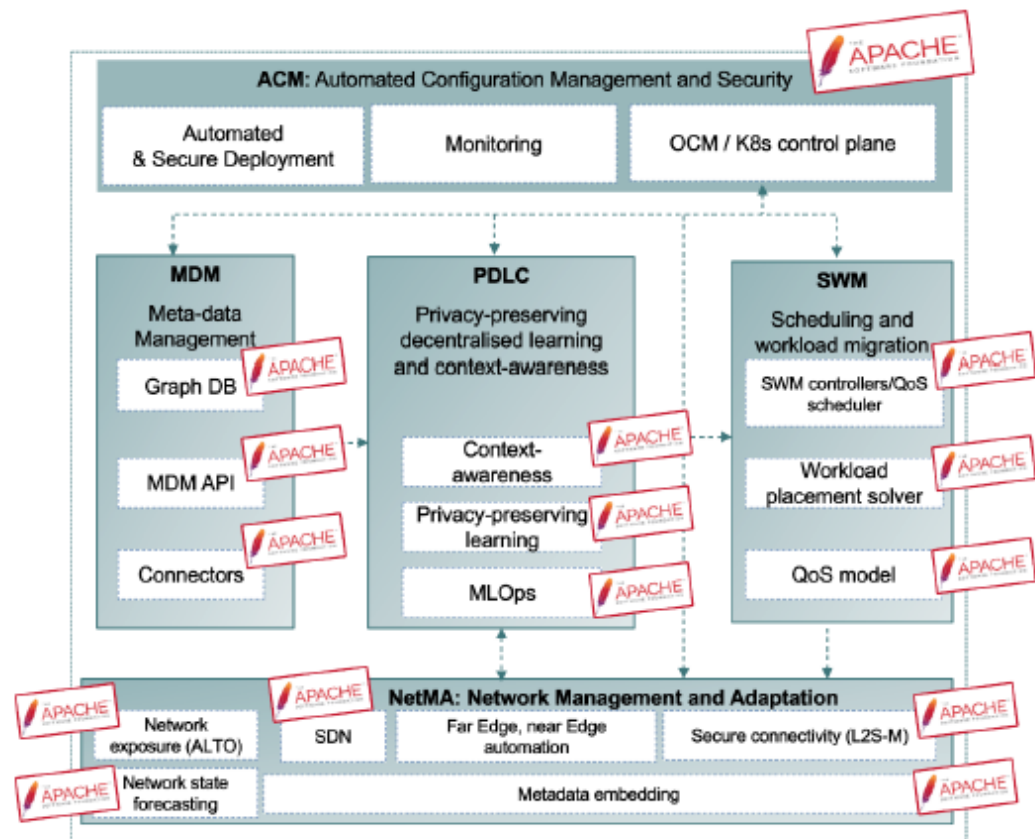 THE
APACHE
SOFTWARE FOUNDATION
ACM: Automated Configuration Management and Security
Automated
& Secure Deployment
Monitoring
OCM / K8s control plane
MDM
Meta-data
Management
APACHE
Graph DB
APACHE
MDM API
APACHE
Connectors
PDLC
Privacy-preserving
decentralised learning
and context-awareness
APACHE
Context-
awareness
APACHE
Privacy-preserving
learning
APACHE
MLOps
SWM
Scheduling and
workload migration
APACHE
SWM controllers/QoS
scheduler
APACHE
Workload
placement solver
APACHE
QoS model
NetMA: Network Management and Adaptation
APACHE
Network
exposure (ALTO)
APACHE
SDN
Far Edge, near Edge
automation
Secure connectivity (L2S-M)
APACHE
APACHE
Network state
forecasting
Metadata embedding
APACHE